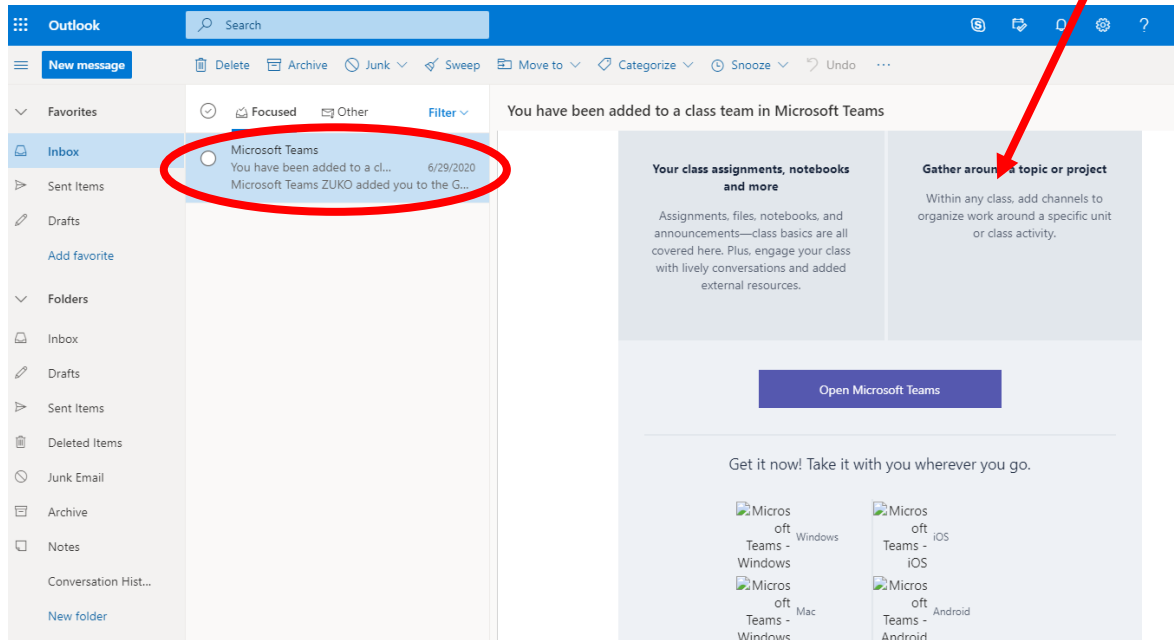 Outlook
Search
?
New message
Delete
Archive
Junk
Sweep
Move to
Categorize
Snooze
Undo
...
Favorites
Focused
Other
Filter
You have been added to a class team in Microsoft Teams
Inbox
Sent Items
Drafts
Add favorite
Folders
Inbox
Drafts
Sent Items
Deleted Items
Junk Email
Archive
Notes
Conversation Hist...
New folder
Microsoft Teams
You have been added to a cl... 6/29/2020
Microsoft Teams ZUKO added you to the G...
Your class assignments, notebooks
and more
Assignments, files, notebooks, and
announcements—class basics are all
covered here. Plus, engage your class
with lively conversations and added
external resources.
Gather around a topic or project
Within any class, add channels to
organize work around a specific unit
or class activity.
Open Microsoft Teams
Get it now! Take it with you wherever you go.
Micros
oft
Teams -
Windows
Windows
Micros
oft
Teams -
iOS
iOS
Micros
oft
Teams -
Windows
Mac
Micros
oft
Teams -
Android
Android